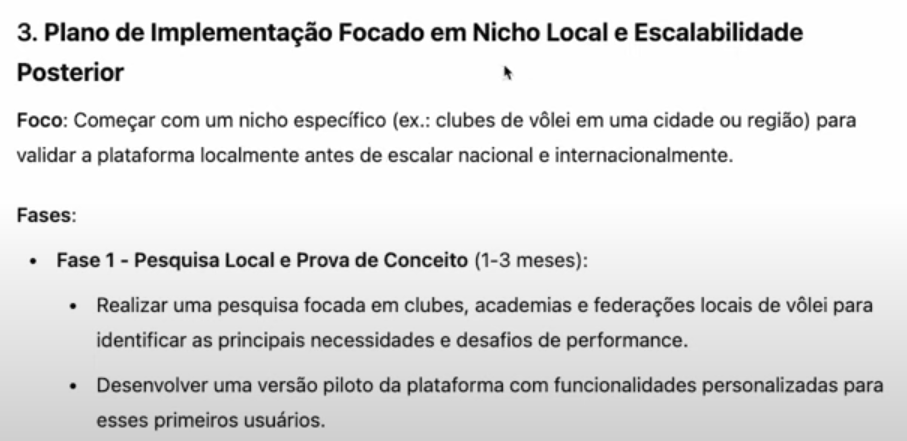 3. Plano de Implementação Focado em Nicho Local e Escalabilidade
Posterior
Foco: Começar com um nicho específico (ex.: clubes de vôlei em uma cidade ou região) para
validar a plataforma localmente antes de escalar nacional e internacionalmente.
Fases:
• Fase 1 - Pesquisa Local e Prova de Conceito (1-3 meses):
• Realizar uma pesquisa focada em clubes, academias e federações locais de vôlei para
identificar as principais necessidades e desafios de performance.
• Desenvolver uma versão piloto da plataforma com funcionalidades personalizadas para
esses primeiros usuários.